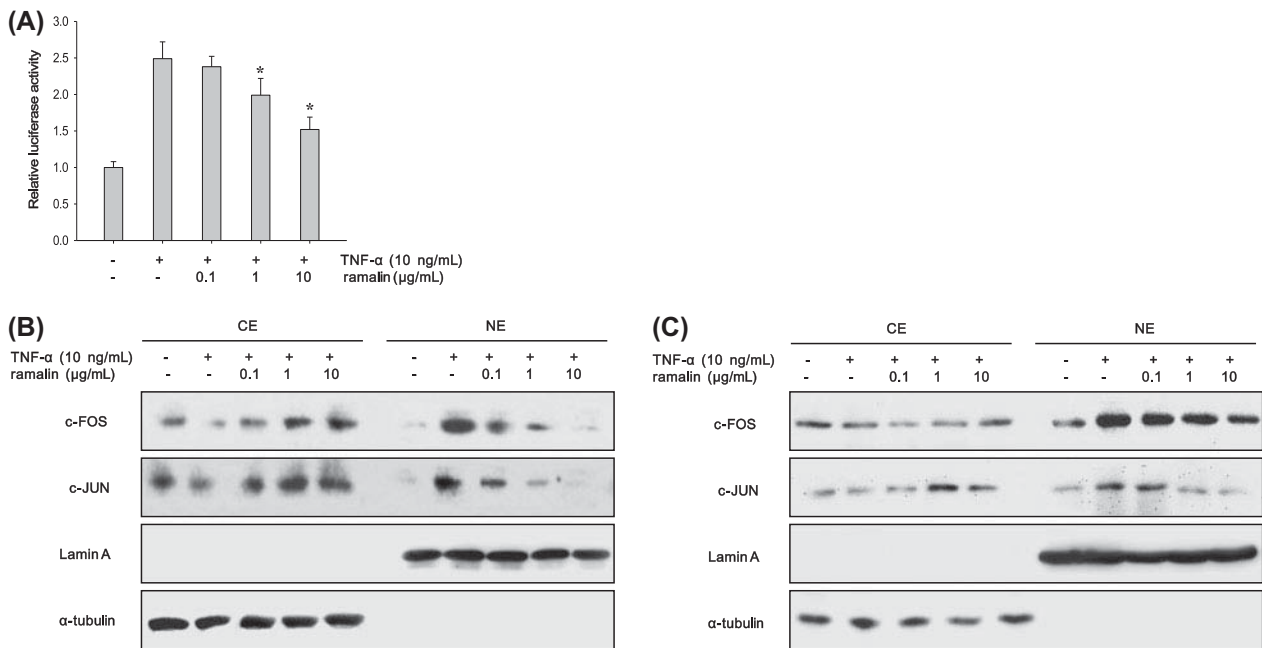 (A)
Relative luciferase activity
3.0
2.5
2.0
1.5
1.0
0.5
0.0
*
*
- + + + + TNF-α (10 ng/mL)
- - 0.1 1 10 ramalin (µg/mL)
(B)
CE NE
TNF-α (10 ng/mL) - + + + + - + + + +
ramalin (µg/mL) - - 0.1 1 10 - - 0.1 1 10
c-FOS
c-JUN
Lamin A
α-tubulin
(C)
CE NE
TNF-α (10 ng/mL) - + + + + - + + + +
ramalin (µg/mL) - - 0.1 1 10 - - 0.1 1 10
c-FOS
c-JUN
Lamin A
α-tubulin